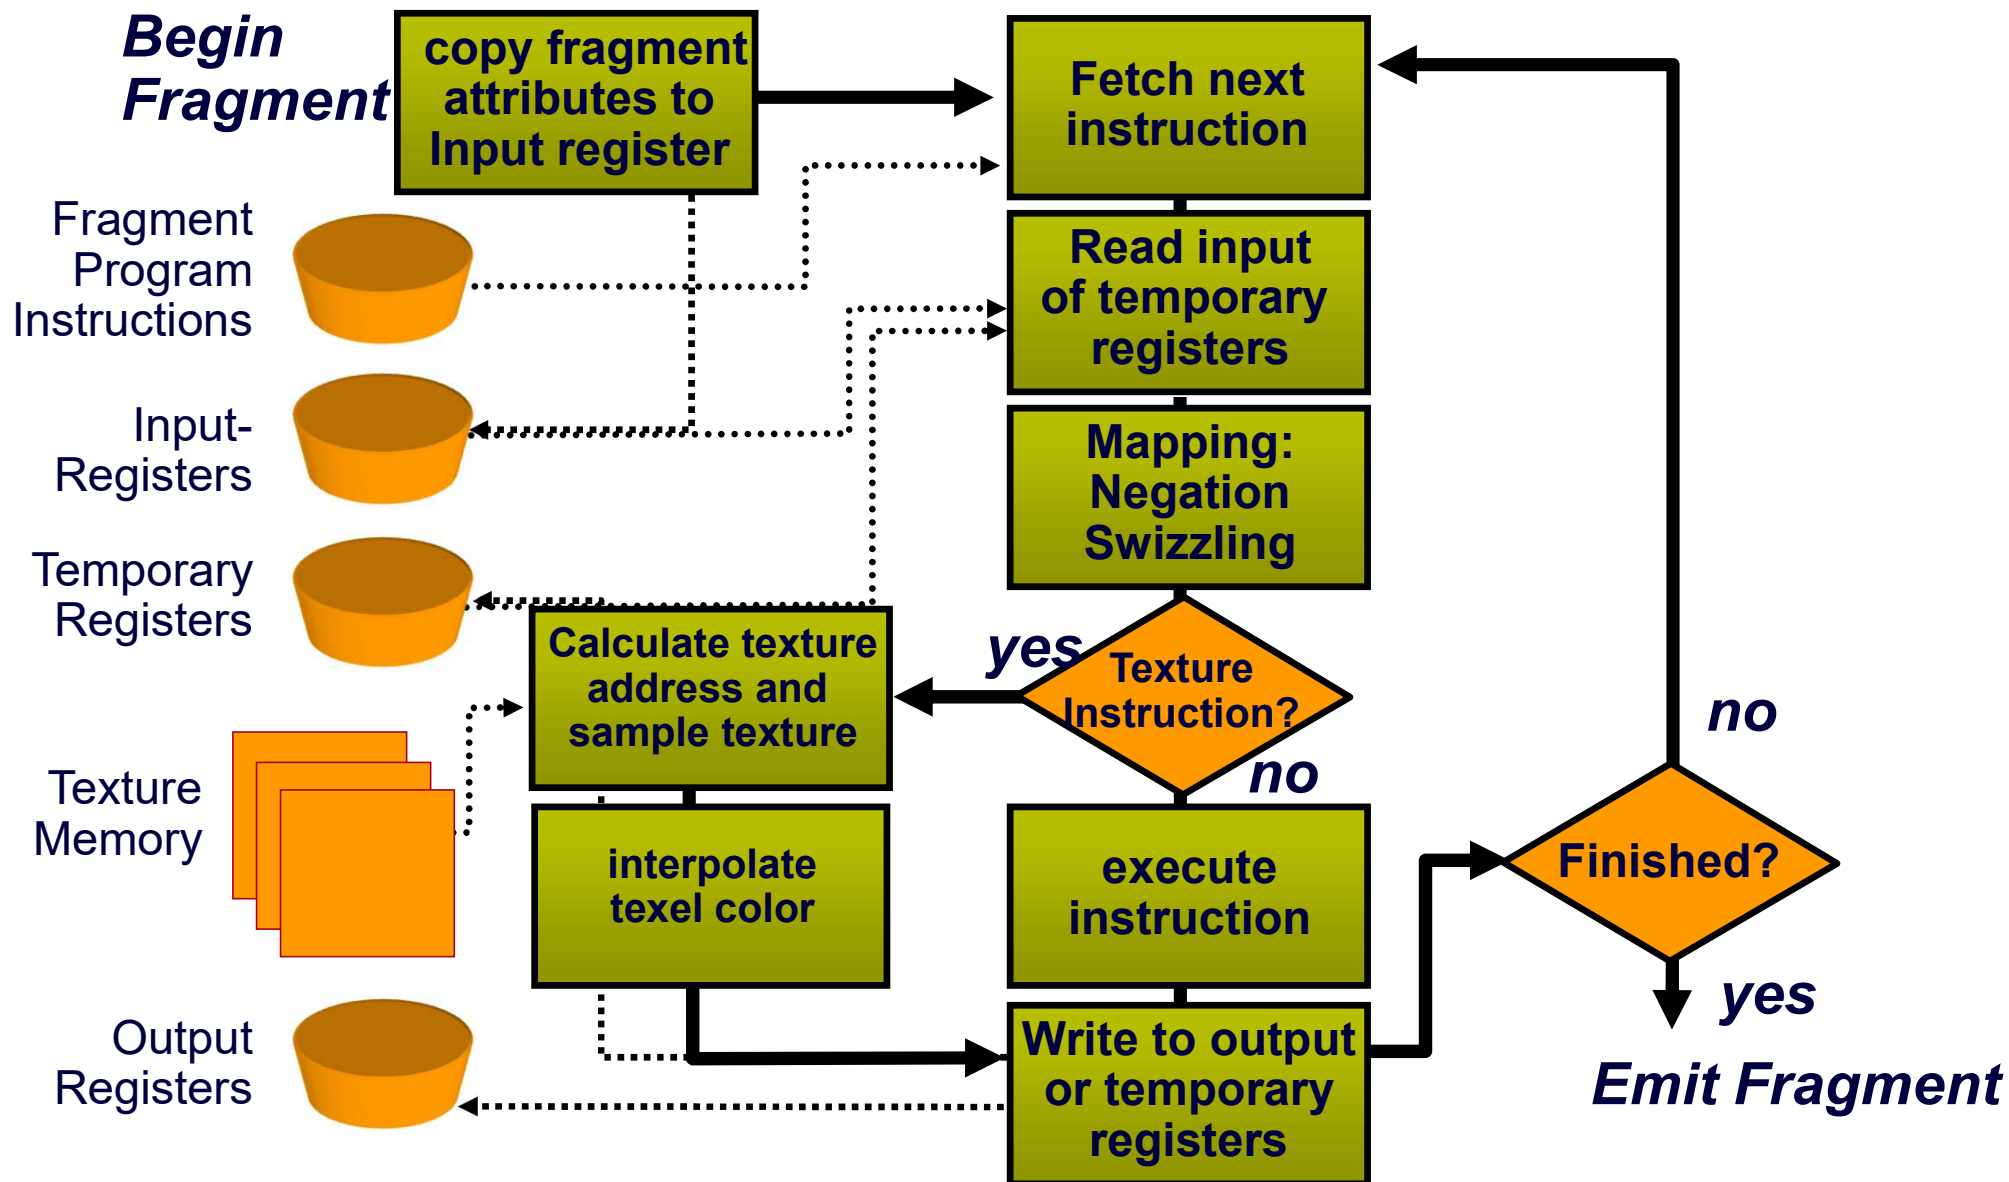 Begin
Fragment
copy fragment
attributes to
Input register
Fetch next
instruction
Fragment
Program
Instructions
Read input
of temporary
registers
Input-
Registers
Mapping:
Negation
Swizzling
Temporary
Registers
Calculate texture
address and
sample texture
yes
Texture
Instruction?
no
no
Texture
Memory
interpolate
texel color
execute
instruction
Finished?
yes
Emit Fragment
Output
Registers
Write to output
or temporary
registers